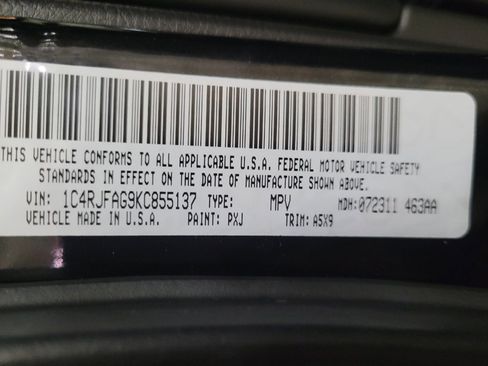 THIS VEHICLE CONFORMS TO ALL APPLICABLE U.S.A. FEDERAL MOTOR VEHICLE SAFETY
STANDARDS IN EFFECT ON THE DATE OF MANUFACTURE SHOWN ABOVE.
VIN: 1C4RJFAG9KC855137 TYPE: MPV MDH:072311 463AA
VEHICLE MADE IN U.S.A. PAINT: PXJ TRIM: A5X9